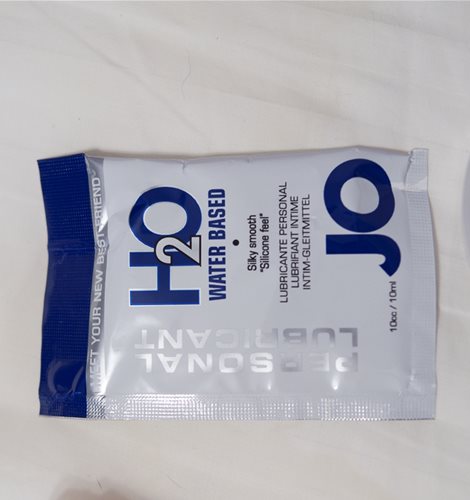 MEET YOUR NEW BEST FRIEND
H2O
WATER BASED
•
Silky smooth
"Silicone feel"
LUBRICANTE PERSONAL
LUBRIFIANT INTIME
INTIM-GLEITMITTEL
JO
10cc / 10ml
PERSONAL
LUBRICANT